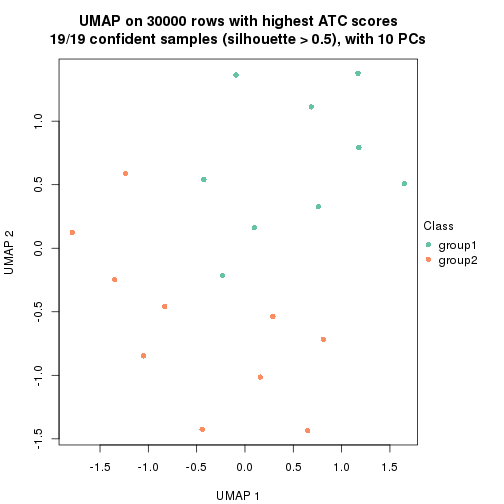 UMAP on 30000 rows with highest ATC scores
19/19 confident samples (silhouette > 0.5), with 10 PCs
UMAP 2
1.0
0.5
0.0
-0.5
-1.0
-1.5
Class
group1
group2
-1.5 -1.0 -0.5 0.0 0.5 1.0 1.5
UMAP 1